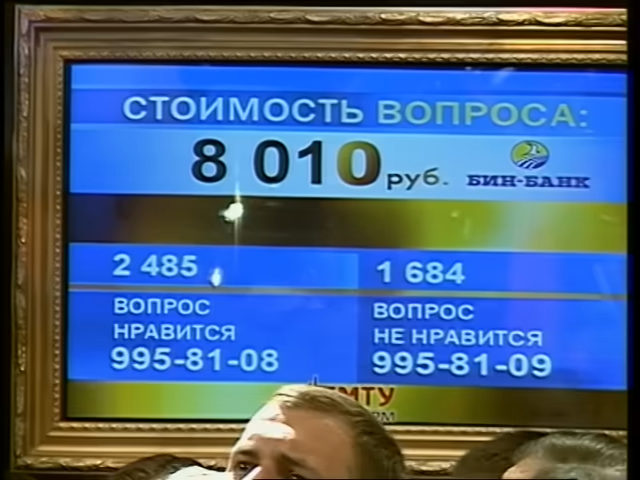 СТОИМОСТЬ ВОПРОСА:
8 010 руб. БИН-БАНК
2 485 1 684
ВОПРОС ВОПРОС
НРАВИТСЯ НЕ НРАВИТСЯ
995-81-08 995-81-09